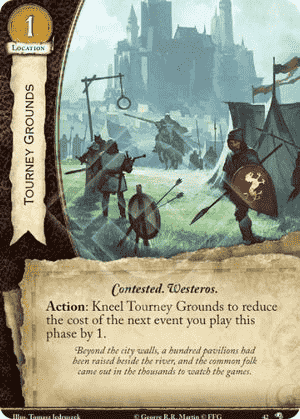 1
LOCATION
TOURNEY GROUNDS
Contested. Westeros.
Action: Kneel Tourney Grounds to reduce
the cost of the next event you play this
phase by 1.
Beyond the city walls, a hundred pavilions had
been raised beside the river, and the common folk
came out in the thousands to watch the games.
Illus. Tomasz Jedruszek © George R.R. Martin © FFG 42